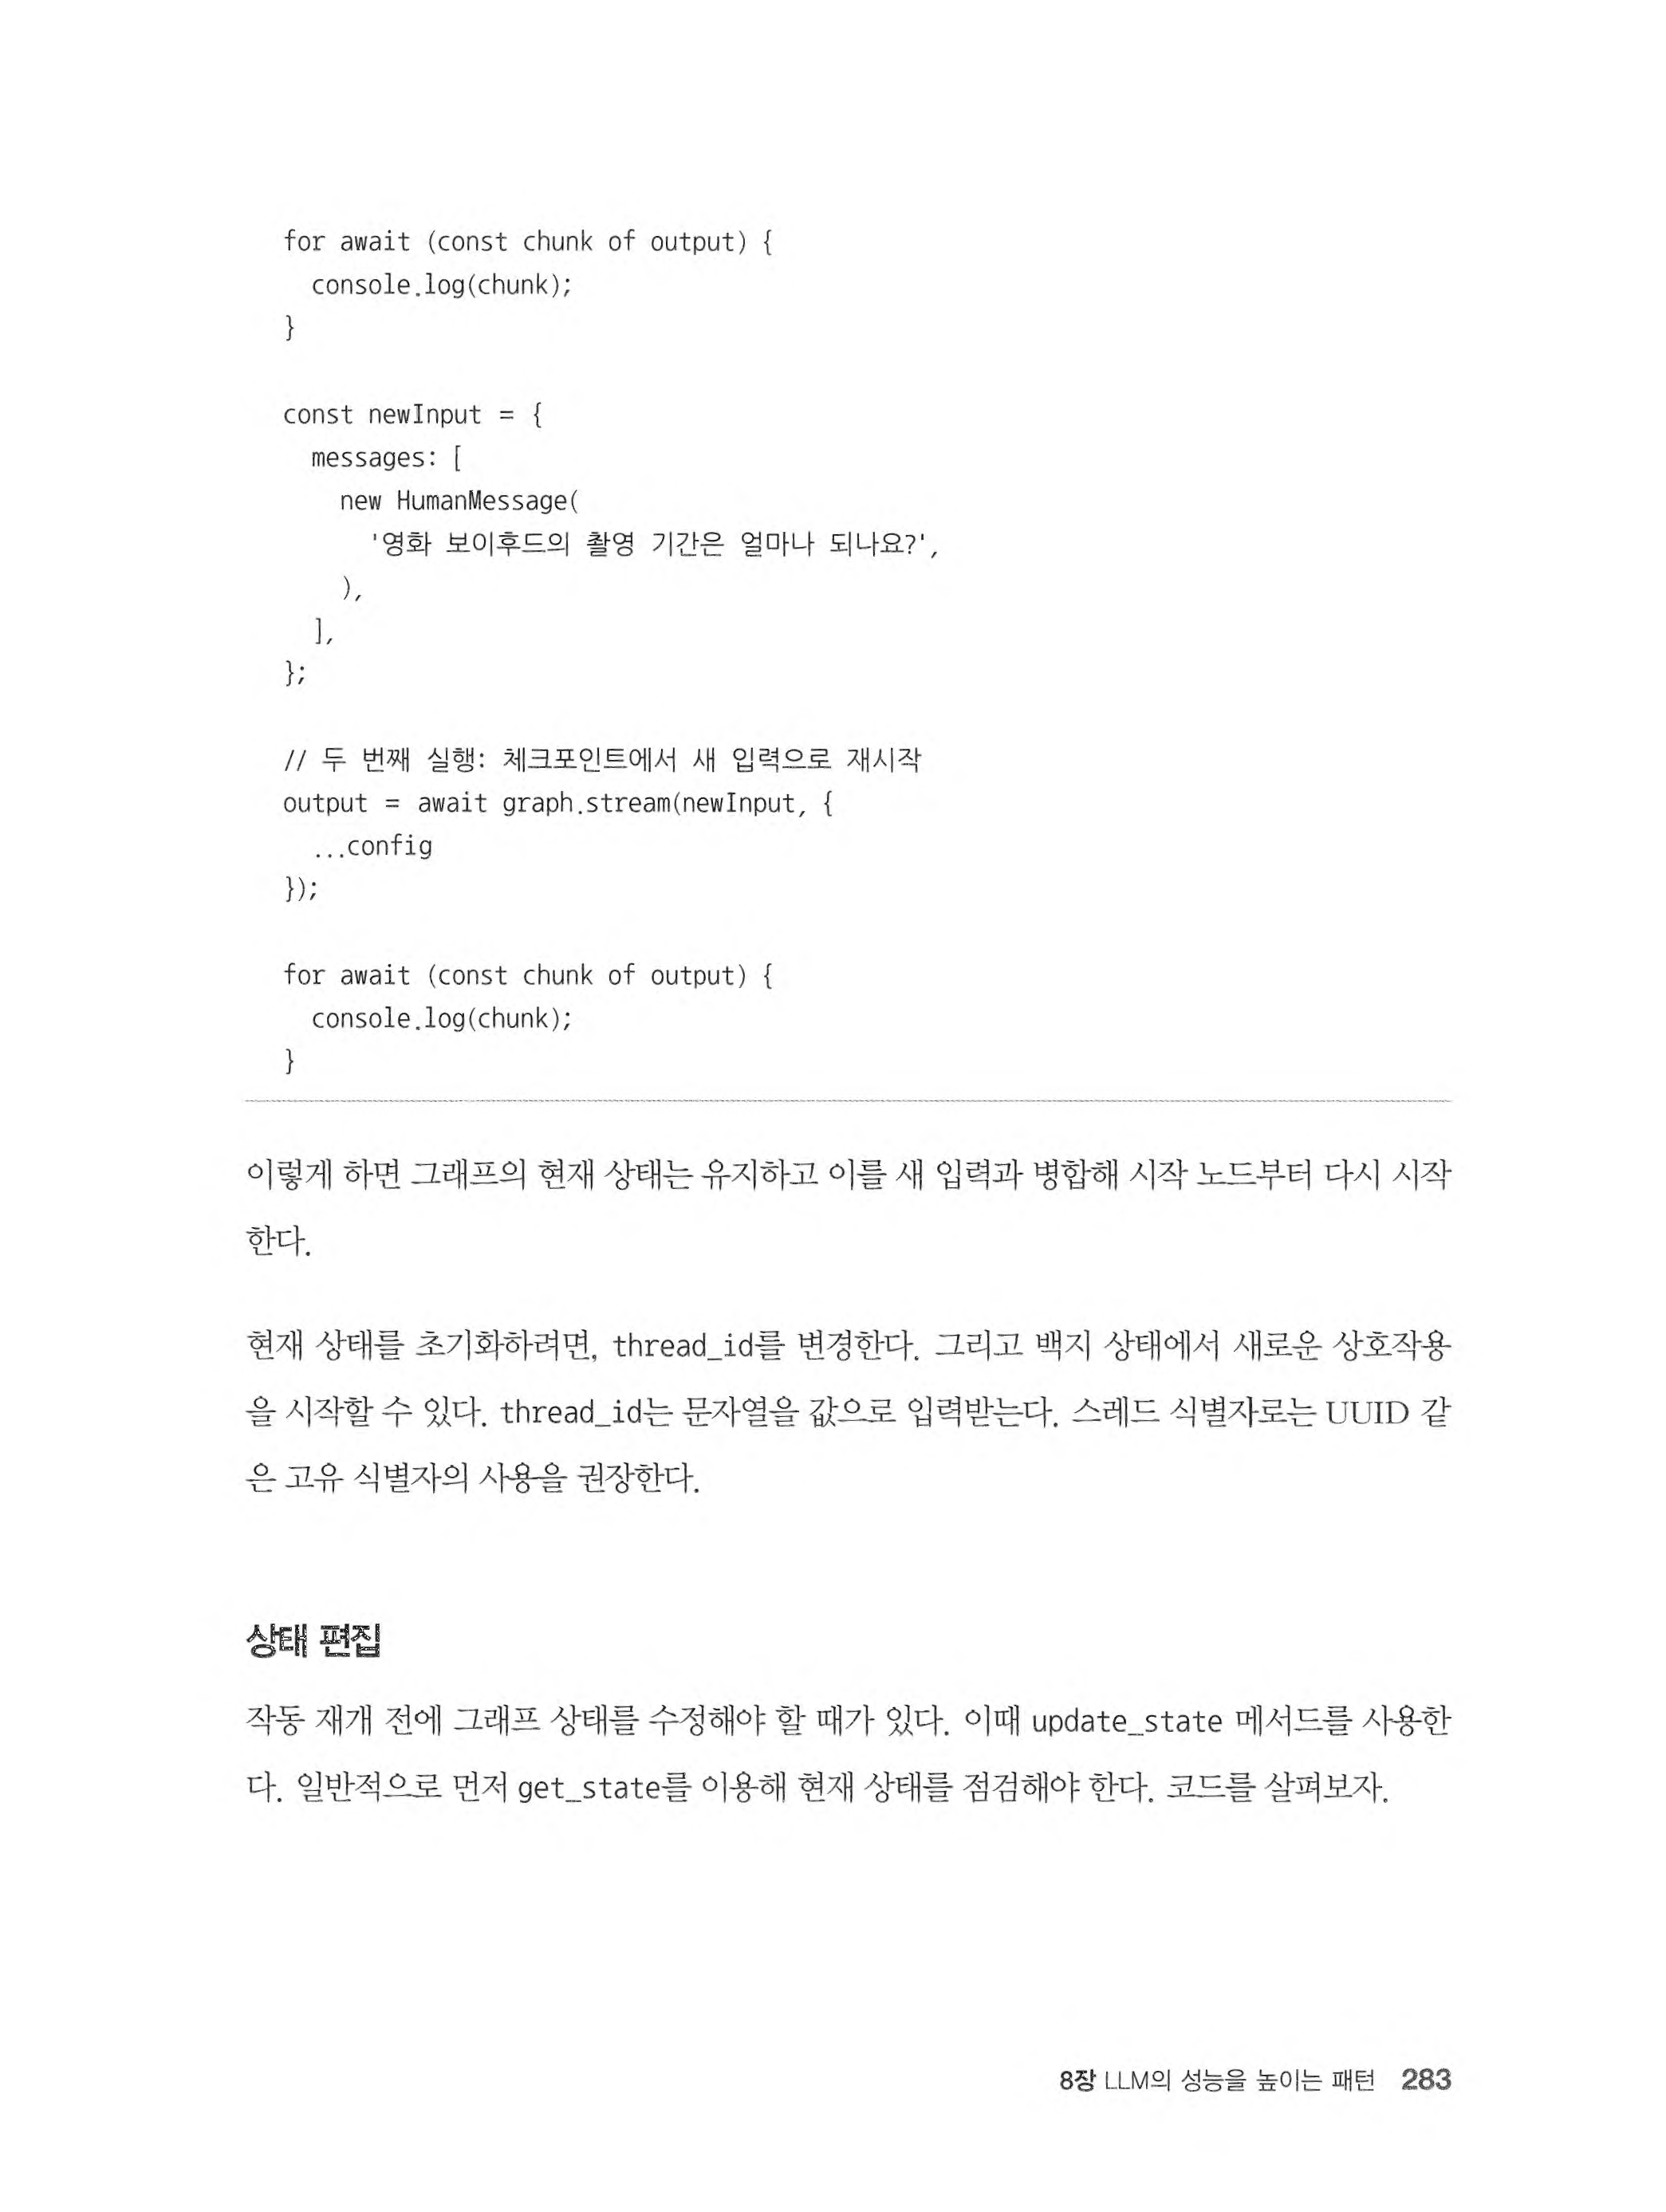 for await (const chunk of output) {
  console.log(chunk);
}

const newInput = {
  messages: [
    new HumanMessage(
      '영화 보이후드의 촬영 기간은 얼마나 되나요?',
    ),
  ],
};

// 두 번째 실행: 체크포인트에서 새 입력으로 재시작
output = await graph.stream(newInput, {
  ...config
});

for await (const chunk of output) {
  console.log(chunk);
}
이렇게 하면 그래프의 현재 상태는 유지하고 이를 새 입력과 병합해 시작 노드부터 다시 시작
한다.
현재 상태를 초기화하려면, thread_id를 변경한다. 그리고 백지 상태에서 새로운 상호작용
을 시작할 수 있다. thread_id는 문자열을 값으로 입력받는다. 스레드 식별자로는 UUID 같
은 고유 식별자의 사용을 권장한다.
상태 편집
작동 재개 전에 그래프 상태를 수정해야 할 때가 있다. 이때 update_state 메서드를 사용한
다. 일반적으로 먼저 get_state를 이용해 현재 상태를 점검해야 한다. 코드를 살펴보자.
8장 LLM의 성능을 높이는 패턴 283